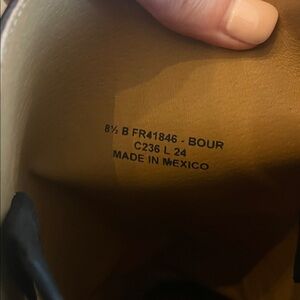 8½ B FR41846 - BOUR
C236 L 24
MADE IN MEXICO